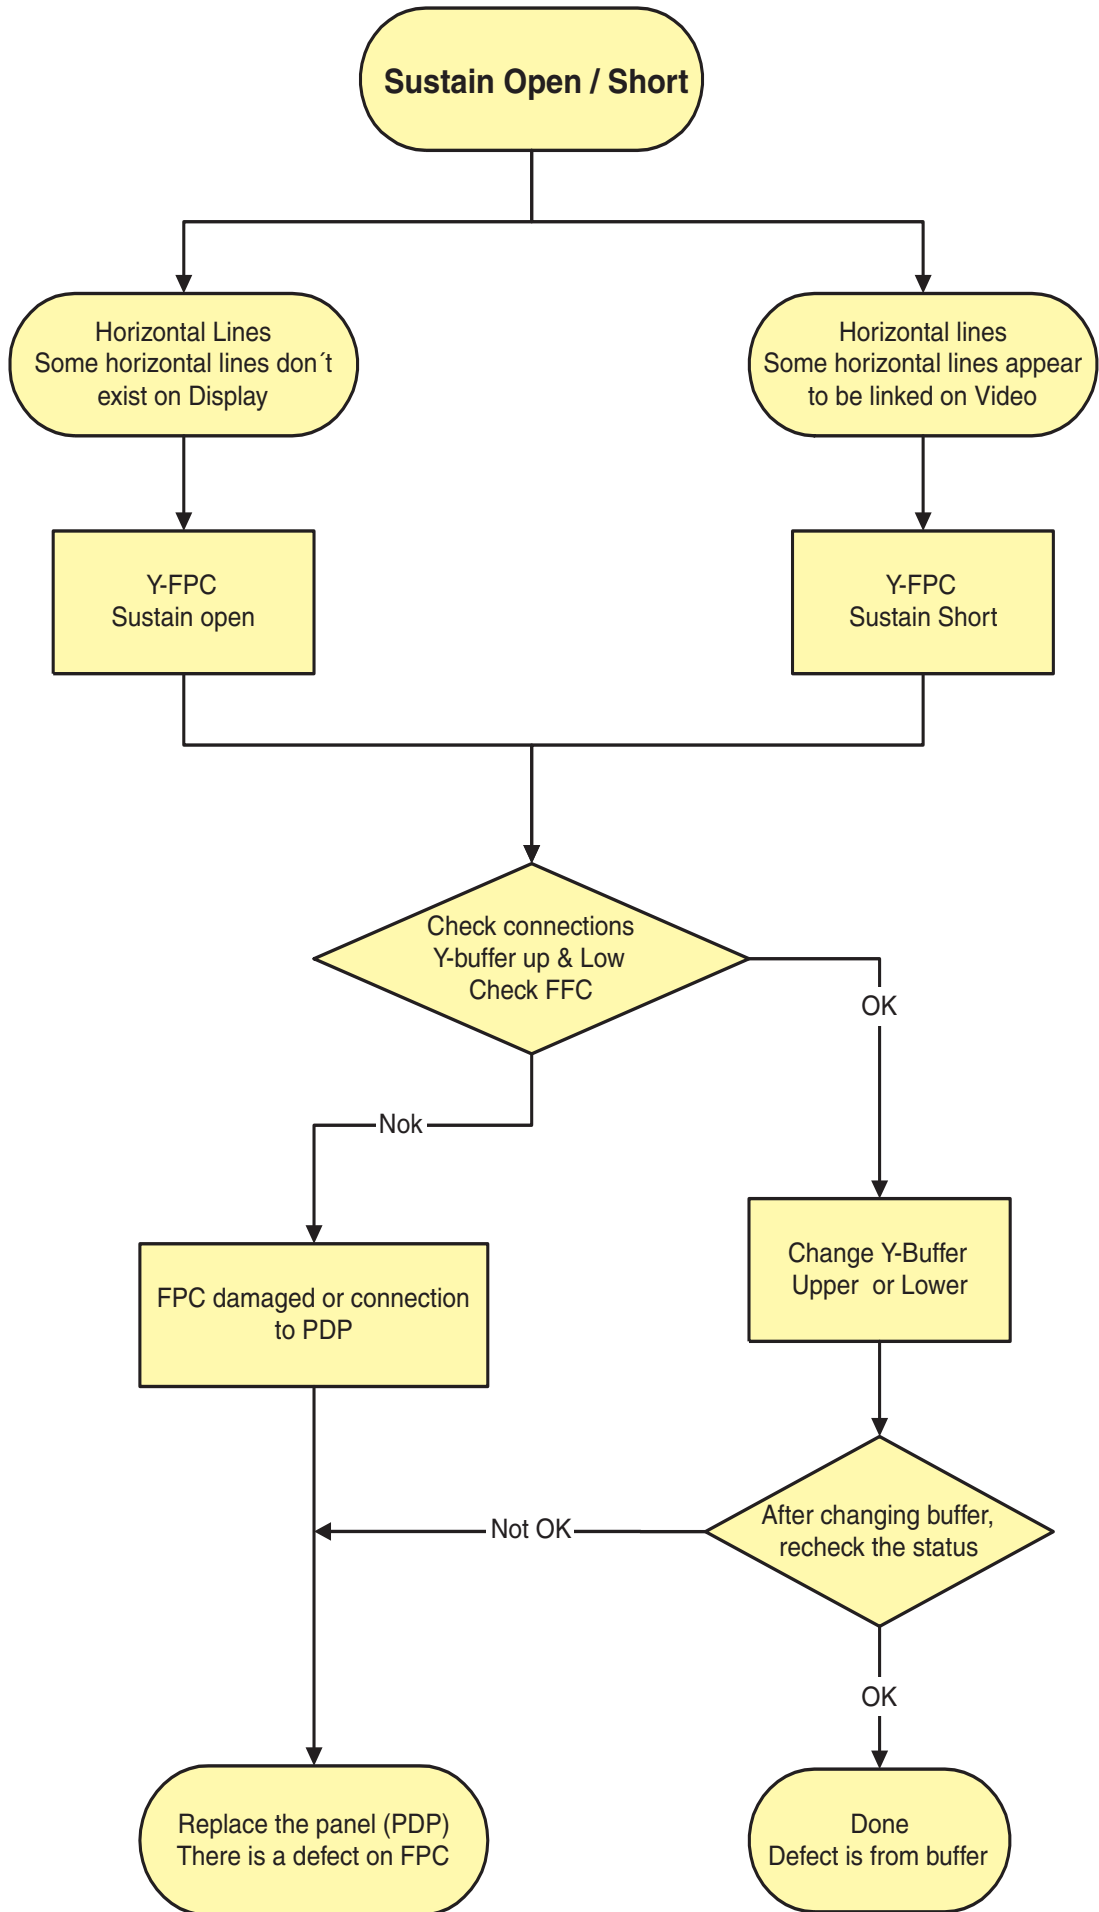 Sustain Open / Short
Horizontal Lines
Some horizontal lines don´t
exist on Display
Horizontal lines
Some horizontal lines appear
to be linked on Video
Y-FPC
Sustain open
Y-FPC
Sustain Short
Check connections
Y-buffer up & Low
Check FFC
OK
Nok
Change Y-Buffer
Upper or Lower
FPC damaged or connection
to PDP
After changing buffer,
recheck the status
Not OK
OK
Replace the panel (PDP)
There is a defect on FPC
Done
Defect is from buffer